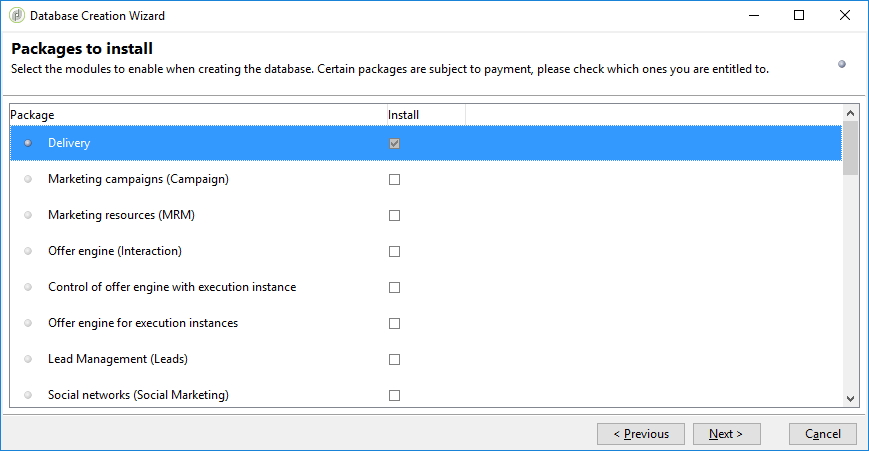 Database Creation Wizard
Packages to install
Select the modules to enable when creating the database. Certain packages are subject to payment, please check which ones you are entitled to.
Package Install
Delivery
Marketing campaigns (Campaign)
Marketing resources (MRM)
Offer engine (Interaction)
Control of offer engine with execution instance
Offer engine for execution instances
Lead Management (Leads)
Social networks (Social Marketing)
< Previous Next > Cancel